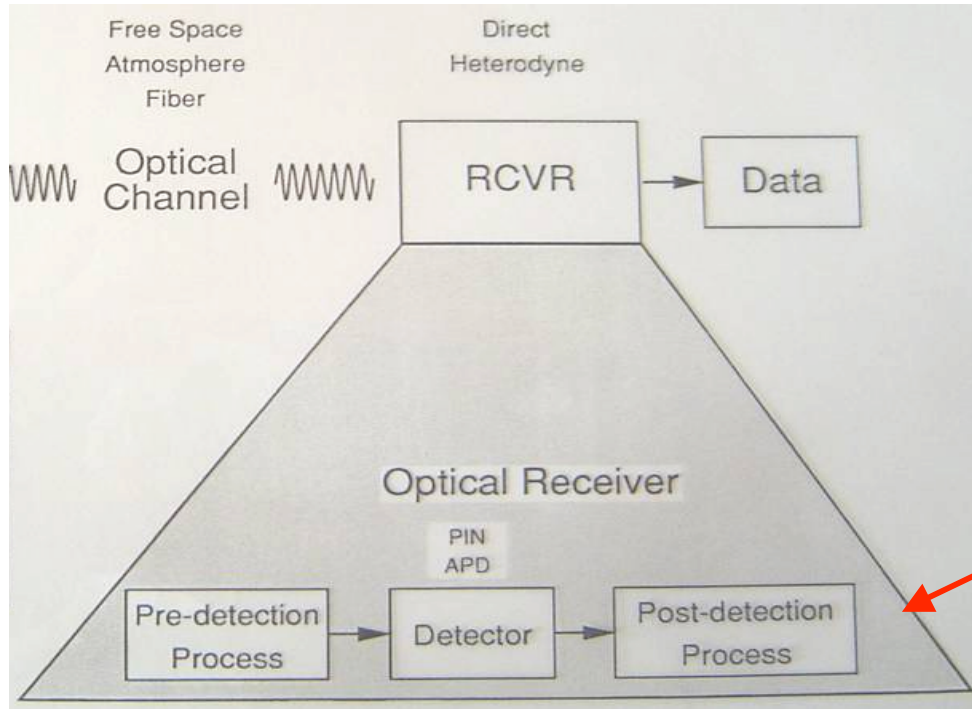 Free Space
Atmosphere
Fiber
Direct
Heterodyne
Optical
Channel
RCVR
Data
Optical Receiver
PIN
APD
Pre-detection
Process
Detector
Post-detection
Process